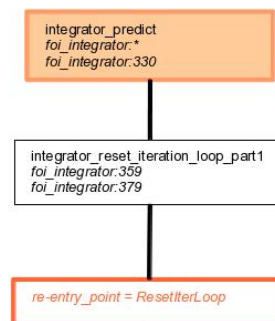 integrator_predict
foi_integrator:*
foi_integrator:330
integrator_reset_iteration_loop_part1
foi_integrator:359
foi_integrator:379
re-entry_point = ResetIterLoop